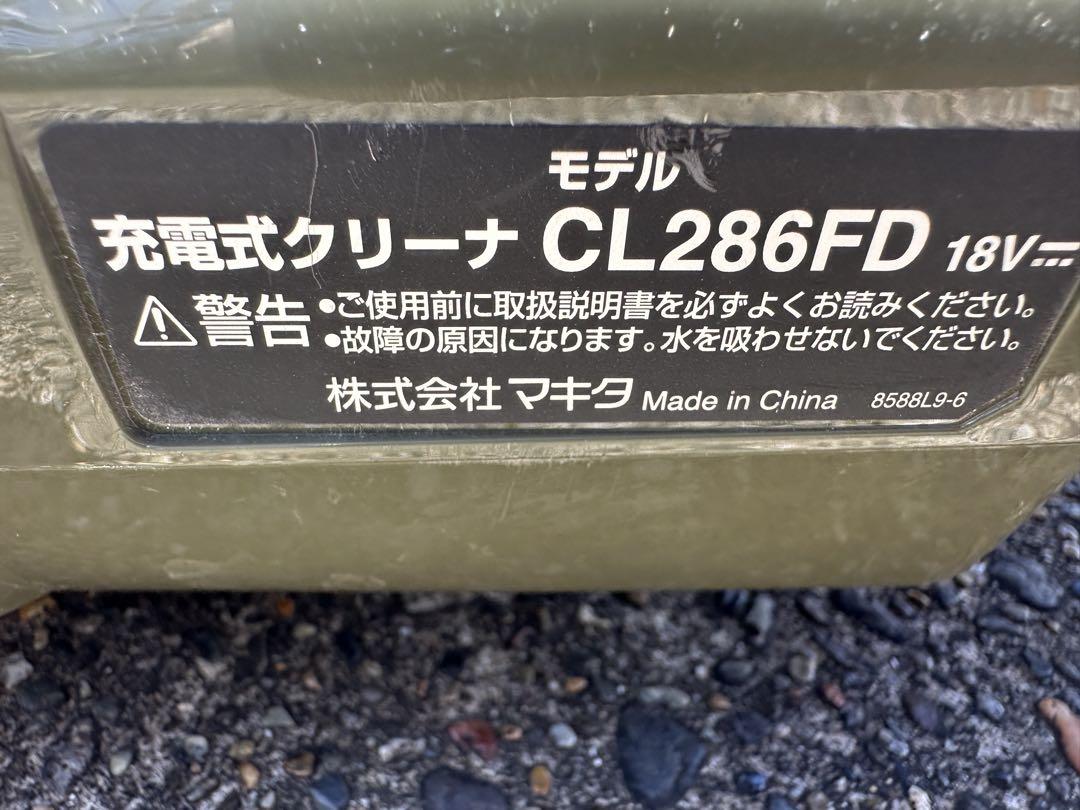 モデル
充電式クリーナ CL286FD 18V⎓
⚠警告 •ご使用前に取扱説明書を必ずよくお読みください。
•故障の原因になります。水を吸わせないでください。
株式会社マキタ Made in China 8588L9-6